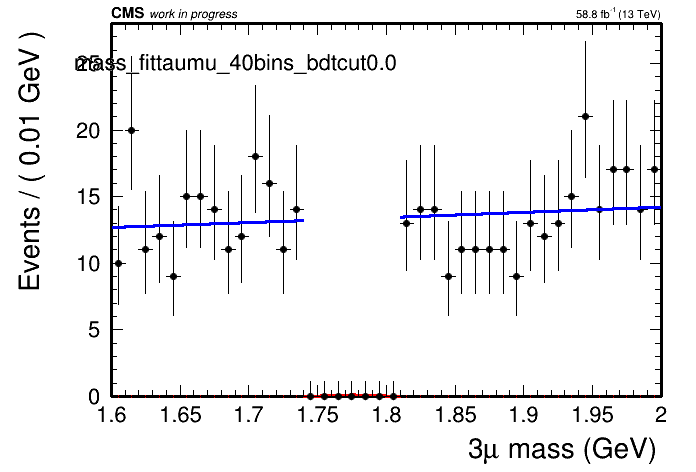 CMS work in progress
58.8 fb⁻¹ (13 TeV)
mass_fittaumu_40bins_bdtcut0.0
Events / ( 0.01 GeV )
25
20
15
10
5
0
1.6 1.65 1.7 1.75 1.8 1.85 1.9 1.95 2
3μ mass (GeV)